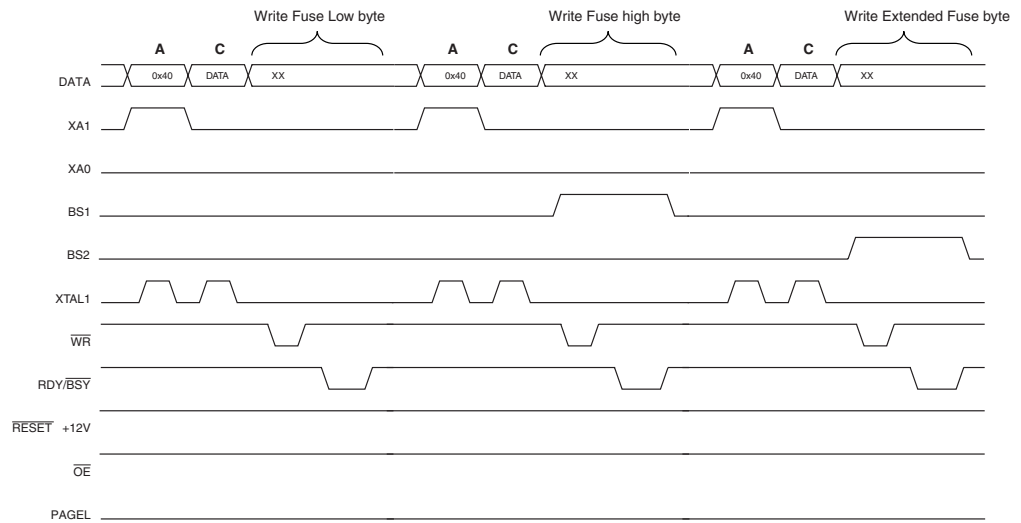 Write Fuse Low byte Write Fuse high byte Write Extended Fuse byte
A C A C A C
DATA 0x40 DATA XX 0x40 DATA XX 0x40 DATA XX
XA1
XA0
BS1
BS2
XTAL1
WR
RDY/BSY
RESET +12V
OE
PAGEL